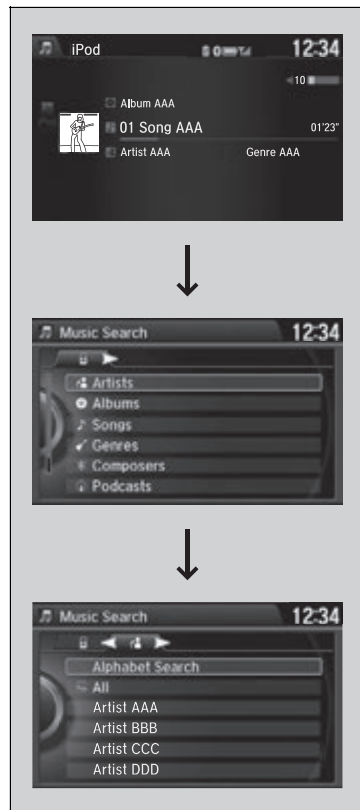 iPod 12:34
10
Album AAA
01 Song AAA 01'23"
Artist AAA Genre AAA
Music Search 12:34
Artists
Albums
Songs
Genres
Composers
Podcasts
Music Search 12:34
Alphabet Search
All
Artist AAA
Artist BBB
Artist CCC
Artist DDD